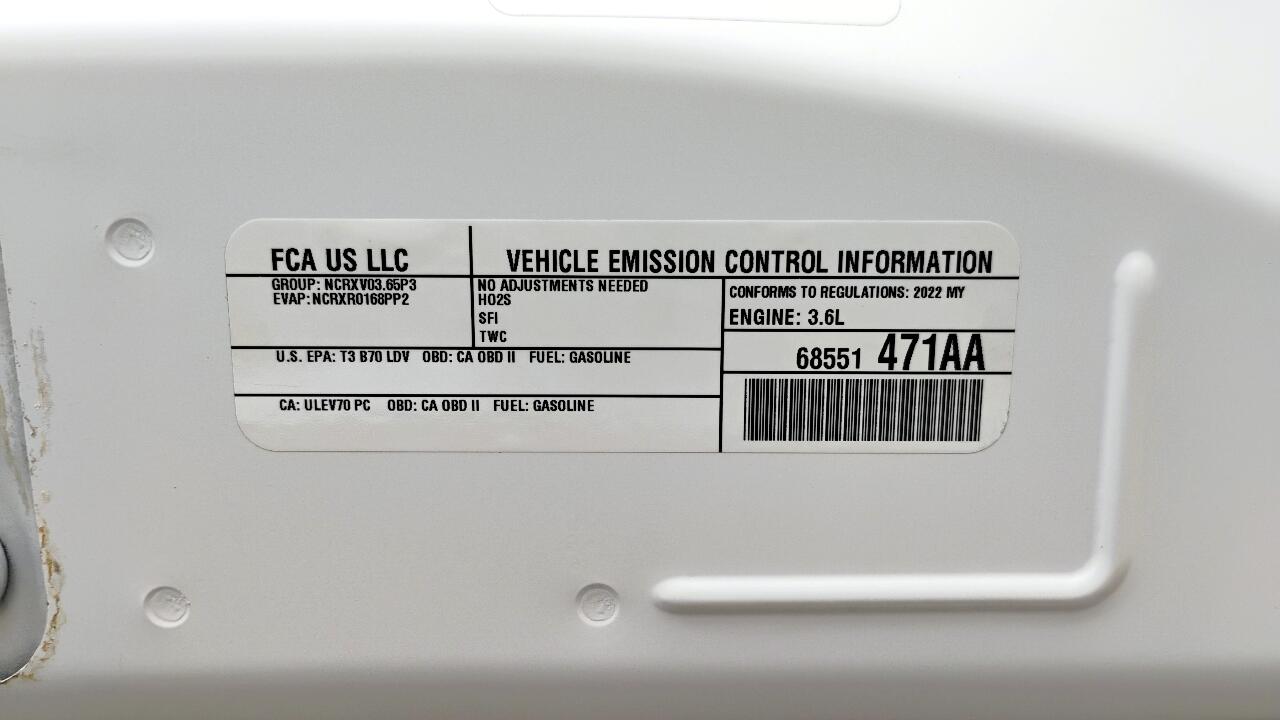 FCA US LLC
VEHICLE EMISSION CONTROL INFORMATION
GROUP: NCRXV03.65P3
EVAP: NCRXR0168PP2
NO ADJUSTMENTS NEEDED
HO2S
SFI
TWC
CONFORMS TO REGULATIONS: 2022 MY
ENGINE: 3.6L
68551 471AA
U.S. EPA: T3 B70 LDV OBD: CA OBD II FUEL: GASOLINE
CA: ULEV70 PC OBD: CA OBD II FUEL: GASOLINE